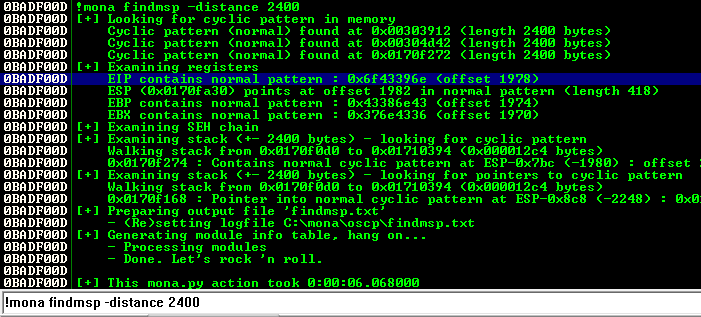 0BADF00D !mona findmsp -distance 2400
0BADF00D [+] Looking for cyclic pattern in memory
0BADF00D Cyclic pattern (normal) found at 0x00303912 (length 2400 bytes)
0BADF00D Cyclic pattern (normal) found at 0x00304d42 (length 2400 bytes)
0BADF00D Cyclic pattern (normal) found at 0x0170f272 (length 2400 bytes)
0BADF00D [+] Examining registers
0BADF00D EIP contains normal pattern : 0x6f43396e (offset 1978)
0BADF00D ESP (0x0170fa30) points at offset 1982 in normal pattern (length 418)
0BADF00D EBP contains normal pattern : 0x43386e43 (offset 1974)
0BADF00D EBX contains normal pattern : 0x376e4336 (offset 1970)
0BADF00D [+] Examining SEH chain
0BADF00D [+] Examining stack (+- 2400 bytes) - looking for cyclic pattern
0BADF00D Walking stack from 0x0170f0d0 to 0x01710394 (0x000012c4 bytes)
0BADF00D 0x0170f274 : Contains normal cyclic pattern at ESP-0x7bc (-1980) : offset 2
0BADF00D [+] Examining stack (+- 2400 bytes) - looking for pointers to cyclic pattern
0BADF00D Walking stack from 0x0170f0d0 to 0x01710394 (0x000012c4 bytes)
0BADF00D 0x0170f168 : Pointer into normal cyclic pattern at ESP-0x8c8 (-2248) : 0x0
0BADF00D [+] Preparing output file 'findmsp.txt'
0BADF00D - (Re)setting logfile C:\mona\oscp\findmsp.txt
0BADF00D [+] Generating module info table, hang on...
0BADF00D - Processing modules
0BADF00D - Done. Let's rock 'n roll.
0BADF00D
0BADF00D [+] This mona.py action took 0:00:06.068000
!mona findmsp -distance 2400